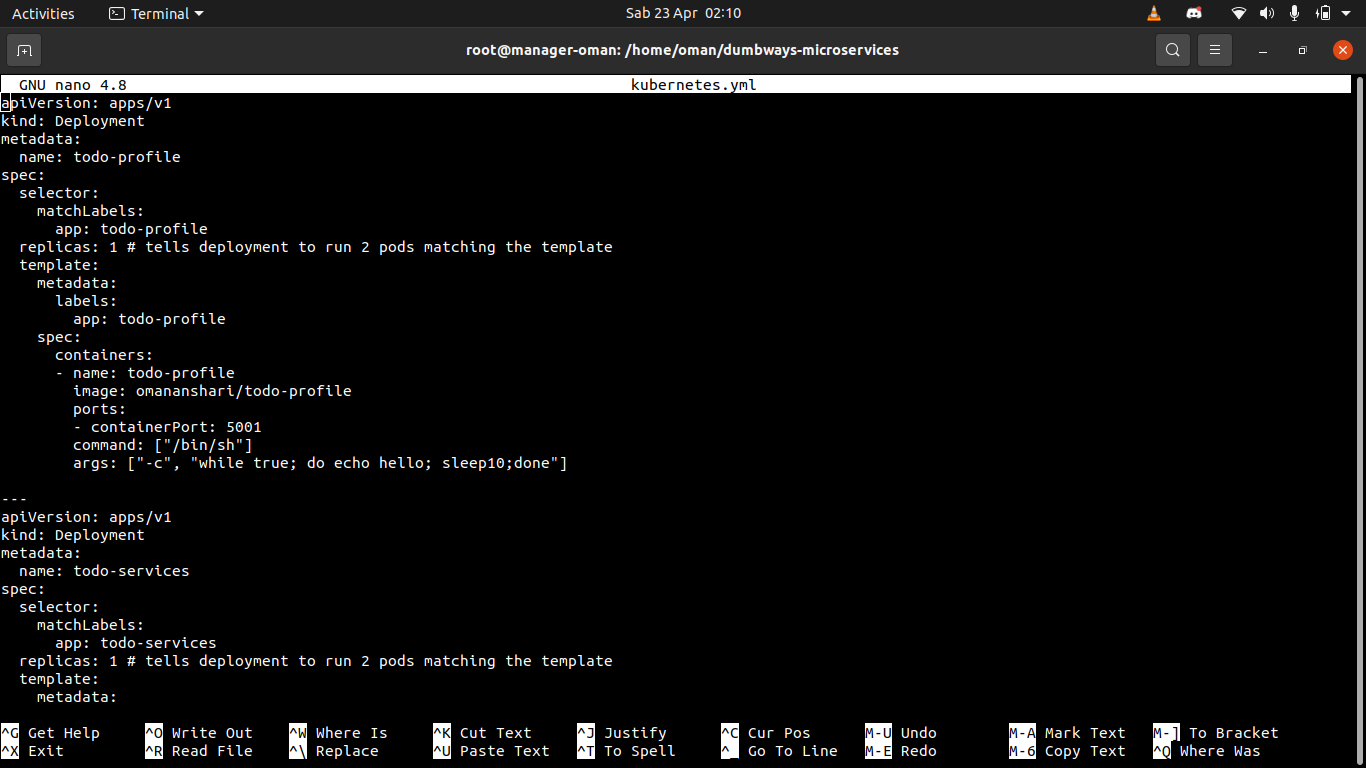 Activities Terminal Sab 23 Apr 02:10
root@manager-oman: /home/oman/dumbways-microservices
GNU nano 4.8 kubernetes.yml
apiVersion: apps/v1
kind: Deployment
metadata:
  name: todo-profile
spec:
  selector:
    matchLabels:
      app: todo-profile
  replicas: 1 # tells deployment to run 2 pods matching the template
  template:
    metadata:
      labels:
        app: todo-profile
    spec:
      containers:
      - name: todo-profile
        image: omananshari/todo-profile
        ports:
        - containerPort: 5001
        command: ["/bin/sh"]
        args: ["-c", "while true; do echo hello; sleep10;done"]
---
apiVersion: apps/v1
kind: Deployment
metadata:
  name: todo-services
spec:
  selector:
    matchLabels:
      app: todo-services
  replicas: 1 # tells deployment to run 2 pods matching the template
  template:
    metadata:
^G Get Help ^O Write Out ^W Where Is ^K Cut Text ^J Justify ^C Cur Pos M-U Undo M-A Mark Text M-] To Bracket
^X Exit ^R Read File ^\ Replace ^U Paste Text ^T To Spell ^_ Go To Line M-E Redo M-6 Copy Text ^Q Where Was